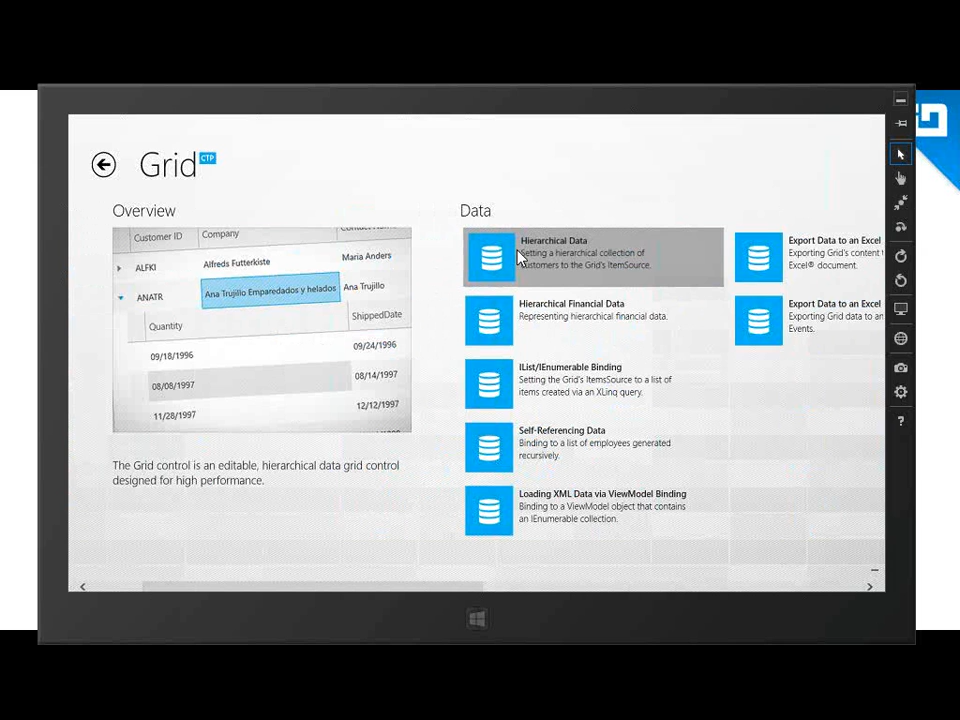 Grid CTP
Overview
Customer ID Company
ALFKI Alfreds Futterkiste Maria Anders
ANATR Ana Trujillo Emparedados y helados Ana Trujillo
Quantity ShippedDate
09/18/1996 09/24/1996
08/08/1997 08/14/1997
11/28/1997 12/12/1997
The Grid control is an editable, hierarchical data grid control
designed for high performance.
Data
Hierarchical Data
Setting a hierarchical collection of
customers to the Grid's ItemSource.
Hierarchical Financial Data
Representing hierarchical financial data.
IList/IEnumerable Binding
Setting the Grid's ItemsSource to a list of
items created via an XLinq query.
Self-Referencing Data
Binding to a list of employees generated
recursively.
Loading XML Data via ViewModel Binding
Binding to a ViewModel object that contains
an IEnumerable collection.
Export Data to an Excel
Exporting Grid's content
Excel® document.
Export Data to an Excel
Exporting Grid data to an
Events.
?